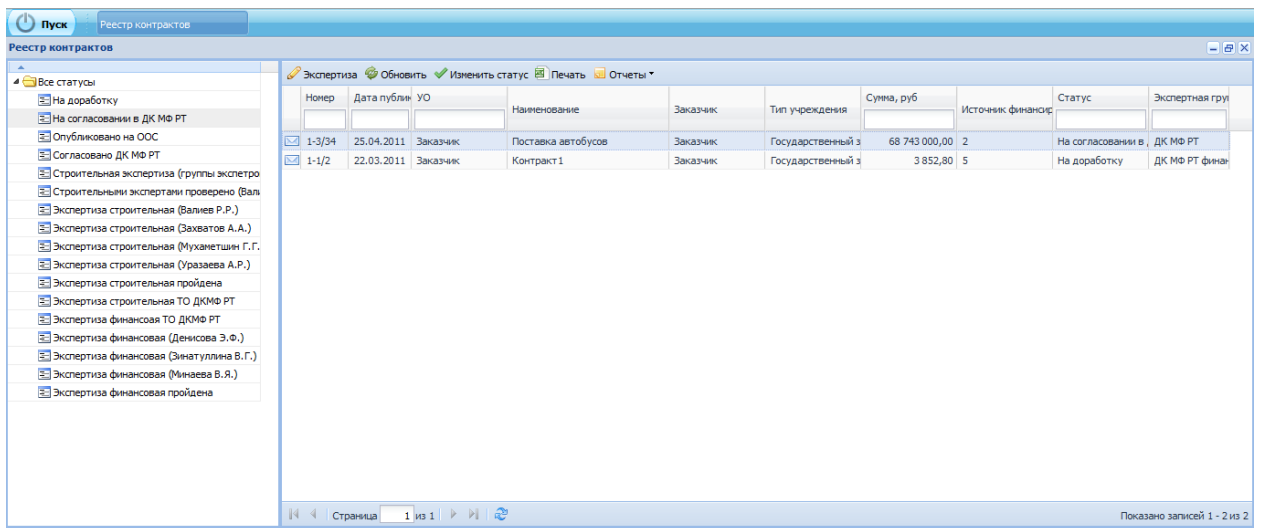 Пуск Реестр контрактов
Реестр контрактов
Все статусы
На доработку
На согласовании в ДК МФ РТ
Опубликовано на ООС
Согласовано ДК МФ РТ
Строительная экспертиза (группы экспетро
Строительными экспертами проверено (Вали
Экспертиза строительная (Валиев Р.Р.)
Экспертиза строительная (Захватов А.А.)
Экспертиза строительная (Мухаметшин Г.Г.
Экспертиза строительная (Уразаева А.Р.)
Экспертиза строительная пройдена
Экспертиза строительная ТО ДКМФ РТ
Экспертиза финансоая ТО ДКМФ РТ
Экспертиза финансовая (Денисова Э.Ф.)
Экспертиза финансовая (Зинатуллина В.Г.)
Экспертиза финансовая (Минаева В.Я.)
Экспертиза финансовая пройдена
Экспертиза Обновить Изменить статус Печать Отчеты
Номер Дата публик УО Наименование Заказчик Тип учреждения Сумма, руб Источник финансир Статус Экспертная груп
1-3/34 25.04.2011 Заказчик Поставка автобусов Заказчик Государственный з 68 743 000,00 2 На согласовании в ДК МФ РТ
1-1/2 22.03.2011 Заказчик Контракт1 Заказчик Государственный з 3 852,80 5 На доработку ДК МФ РТ финан
Страница 1 из 1 Показано записей 1 - 2 из 2